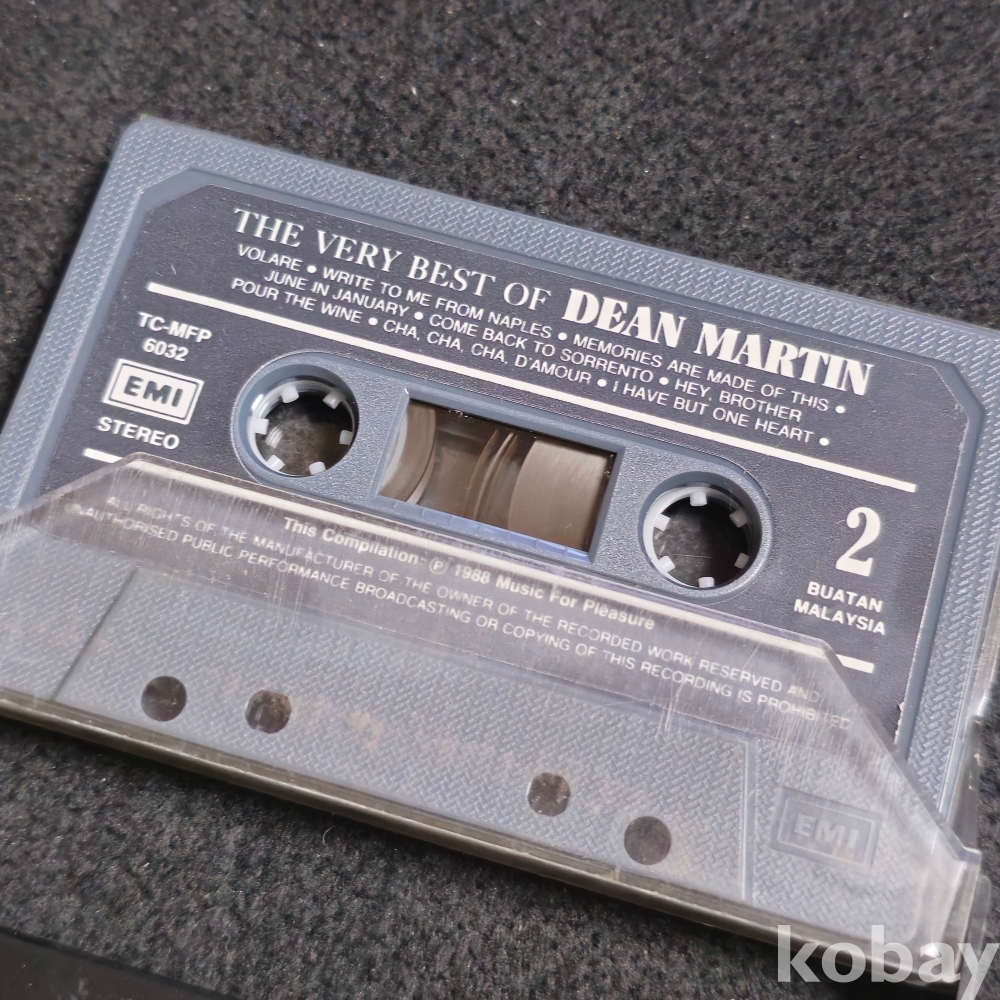 THE VERY BEST OF DEAN MARTIN
VOLARE • WRITE TO ME FROM NAPLES • MEMORIES ARE MADE OF THIS •
JUNE IN JANUARY • COME BACK TO SORRENTO • HEY, BROTHER
POUR THE WINE • CHA, CHA, CHA, D'AMOUR • I HAVE BUT ONE HEART •
TC-MFP
6032
EMI
STEREO
2
BUATAN
MALAYSIA
This Compilation: ℗ 1988 Music For Pleasure
ALL RIGHTS OF THE MANUFACTURER OF THE OWNER OF THE RECORDED WORK RESERVED AND
AUTHORISED PUBLIC PERFORMANCE BROADCASTING OR COPYING OF THIS RECORDING IS PROHIBITED
EMI
kobay